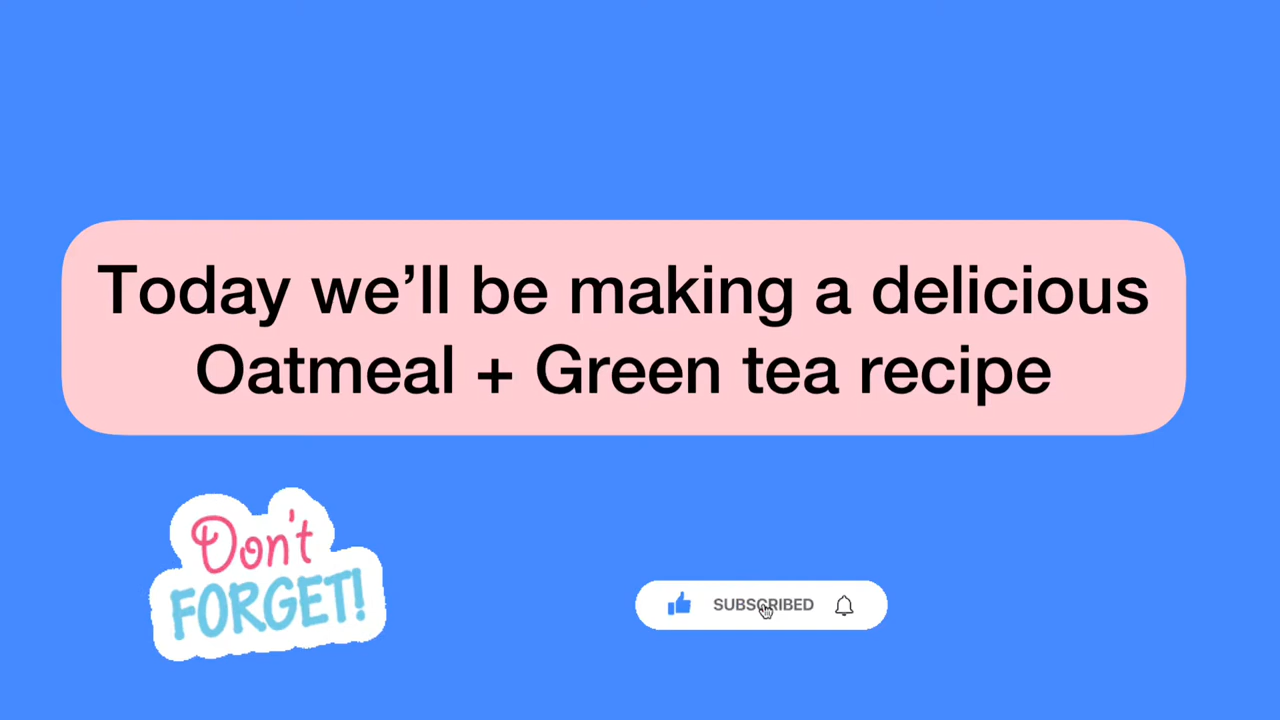 Today we’ll be making a delicious
Oatmeal + Green tea recipe
Don't
FORGET!
SUBSCRIBED